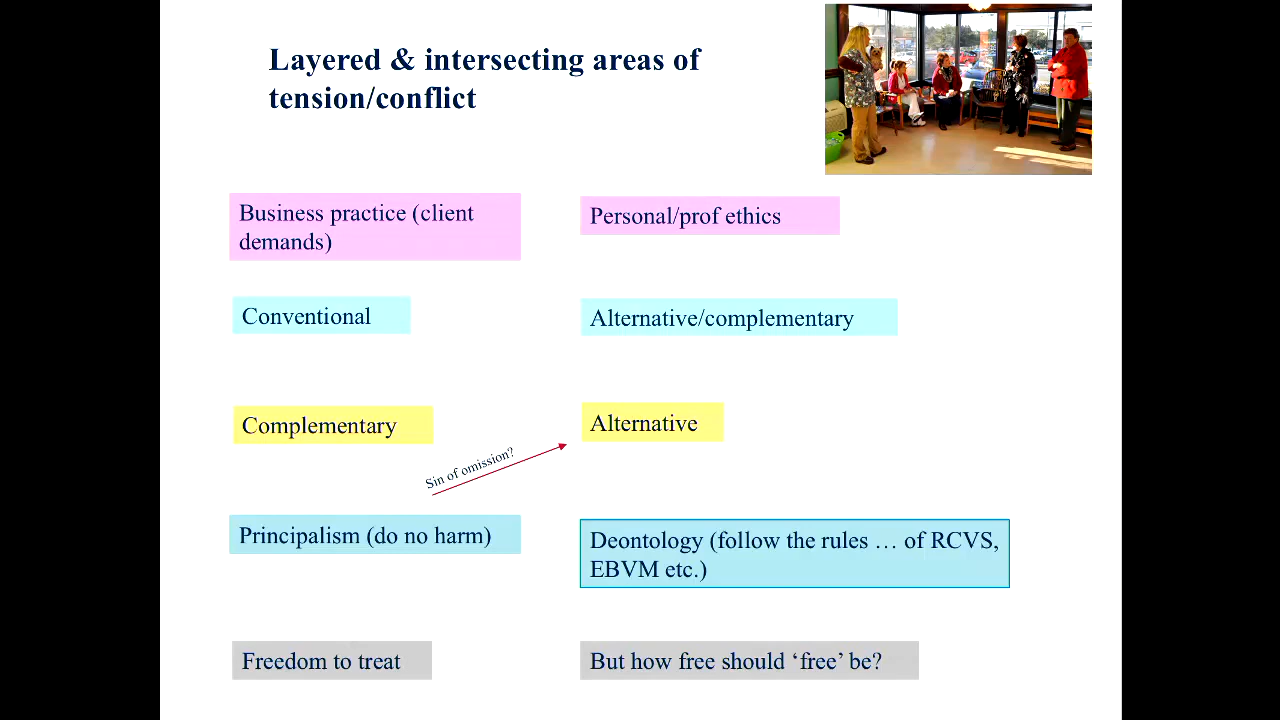 Layered & intersecting areas of
tension/conflict
Business practice (client
demands)
Personal/prof ethics
Conventional
Alternative/complementary
Complementary
Alternative
Sin of omission?
Principalism (do no harm)
Deontology (follow the rules … of RCVS,
EBVM etc.)
Freedom to treat
But how free should ‘free’ be?